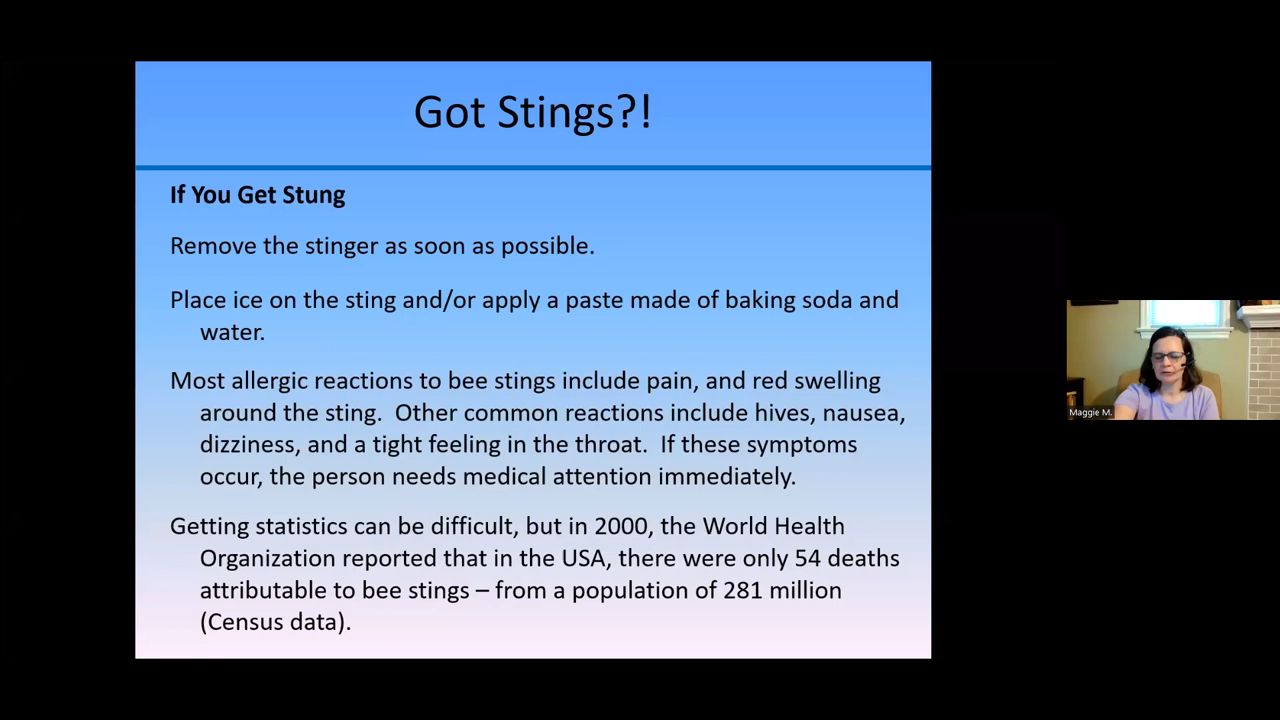 Got Stings?!
If You Get Stung
Remove the stinger as soon as possible.
Place ice on the sting and/or apply a paste made of baking soda and
water.
Most allergic reactions to bee stings include pain, and red swelling
around the sting.  Other common reactions include hives, nausea,
dizziness, and a tight feeling in the throat.  If these symptoms
occur, the person needs medical attention immediately.
Getting statistics can be difficult, but in 2000, the World Health
Organization reported that in the USA, there were only 54 deaths
attributable to bee stings – from a population of 281 million
(Census data).
Maggie M.